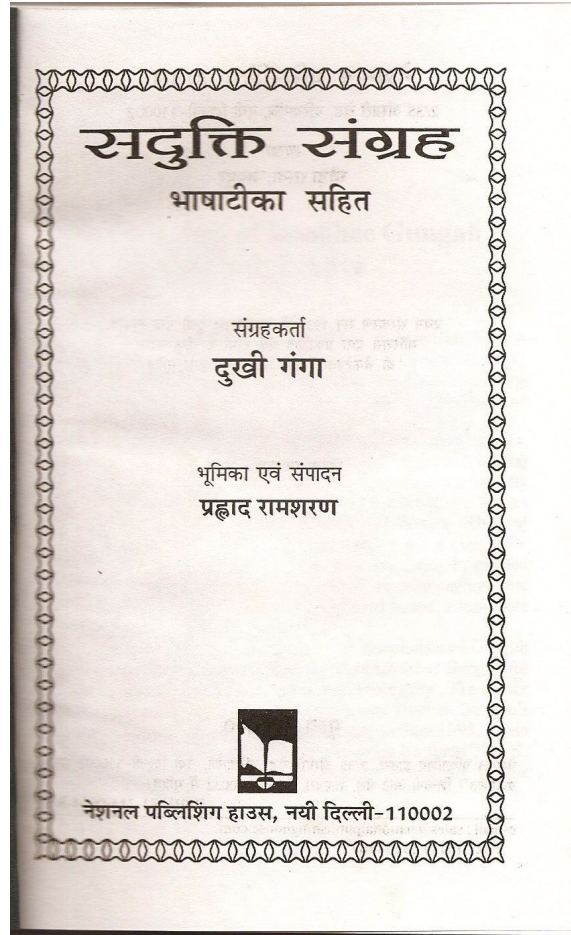 सदुक्ति संग्रह
भाषाटीका सहित
संग्रहकर्ता
दुखी गंगा
भूमिका एवं संपादन
प्रह्लाद रामशरण
नेशनल पब्लिशिंग हाउस, नयी दिल्ली-110002